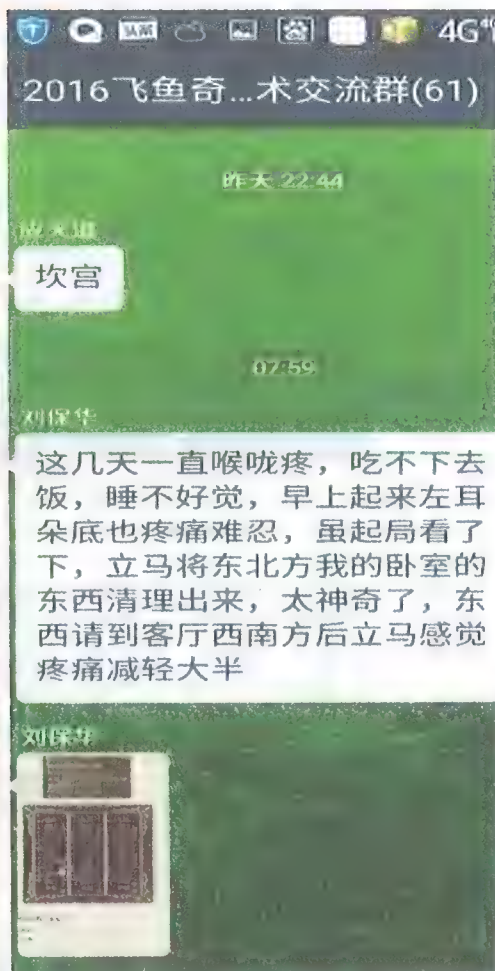 头条
4G
2016飞鱼奇...术交流群(61)
昨天 22:44
坎宫
07:59
刘保华
这几天一直喉咙疼，吃不下去
饭，睡不好觉，早上起来左耳
朵底也疼痛难忍，虽起局看了
下，立马将东北方我的卧室的
东西清理出来，太神奇了，东
西请到客厅西南方后立马感觉
疼痛减轻大半
刘保华